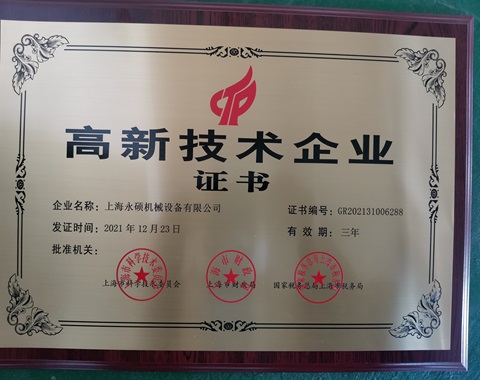 高新技术企业
证书
企业名称：上海永硕机械设备有限公司 证书编号：GR202131006288
发证时间：2021年12月23日 有效期：三年
批准机关：
上海市科学技术委员会 上海市财政局 国家税务总局上海市税务局